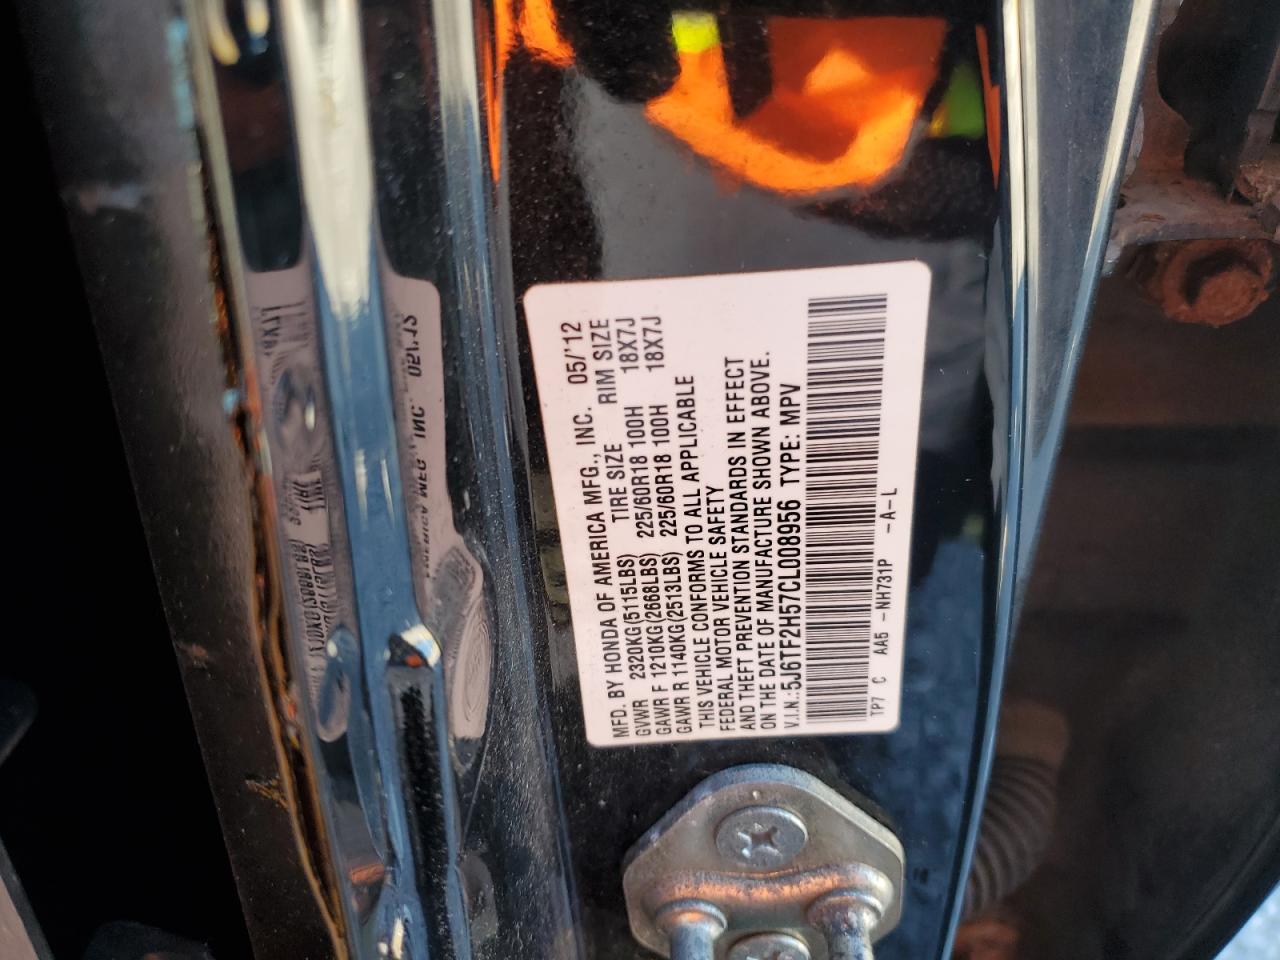 MFD. BY HONDA OF AMERICA MFG., INC. 05/'12
GVWR 2320KG(5115LBS) TIRE SIZE RIM SIZE
GAWR F 1210KG(2668LBS) 225/60R18 100H 18X7J
GAWR R 1140KG(2513LBS) 225/60R18 100H 18X7J
THIS VEHICLE CONFORMS TO ALL APPLICABLE
FEDERAL MOTOR VEHICLE SAFETY
AND THEFT PREVENTION STANDARDS IN EFFECT
ON THE DATE OF MANUFACTURE SHOWN ABOVE.
V.I.N.:5J6TF2H57CL008956 TYPE: MPV
TP7 C AA5 -NH731P -A-L